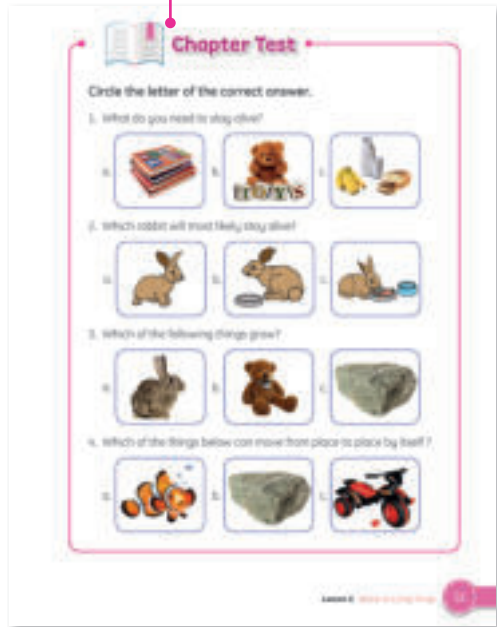 Chapter Test
Circle the letter of the correct answer.
1. What do you need to stay alive?
a. b. c.
2. Which rabbit will most likely stay alive?
a. b. c.
3. Which of the following things grow?
a. b. c.
4. Which of the things below can move from place to place by itself ?
a. b. c.
Lesson